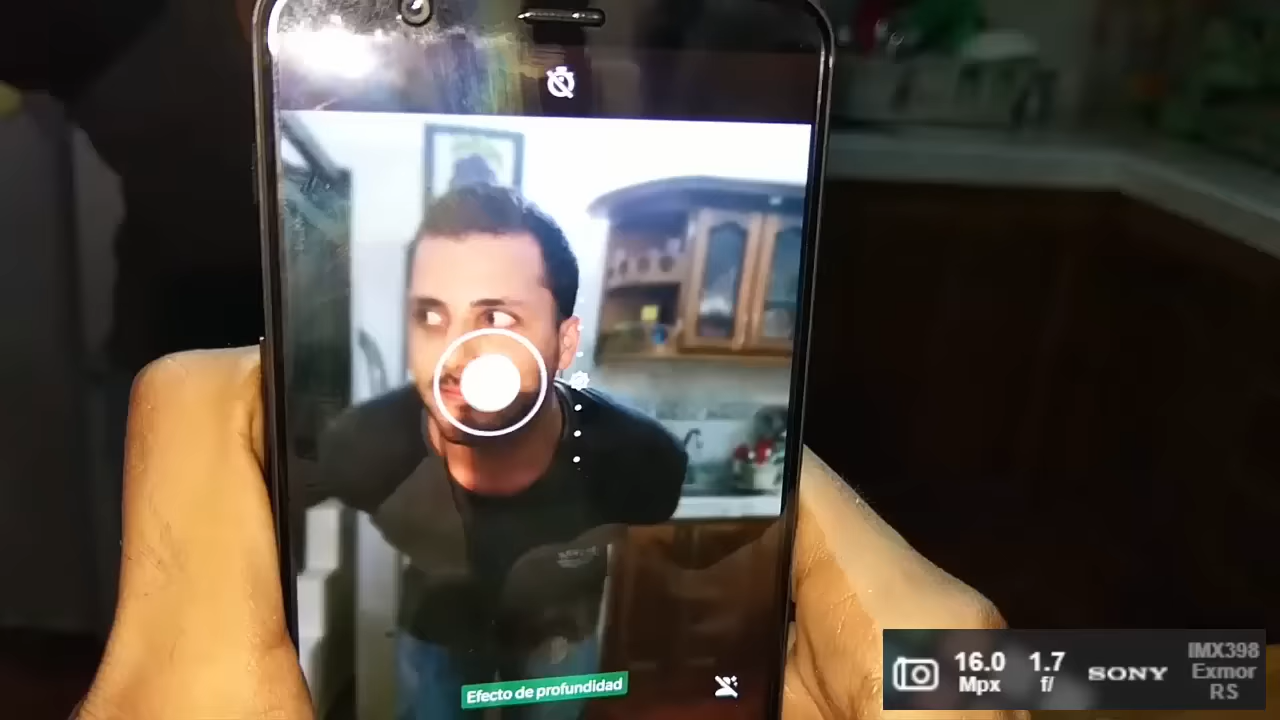 Efecto de profundidad
16.0
Mpx
1.7
f/
SONY
IMX398
Exmor
RS